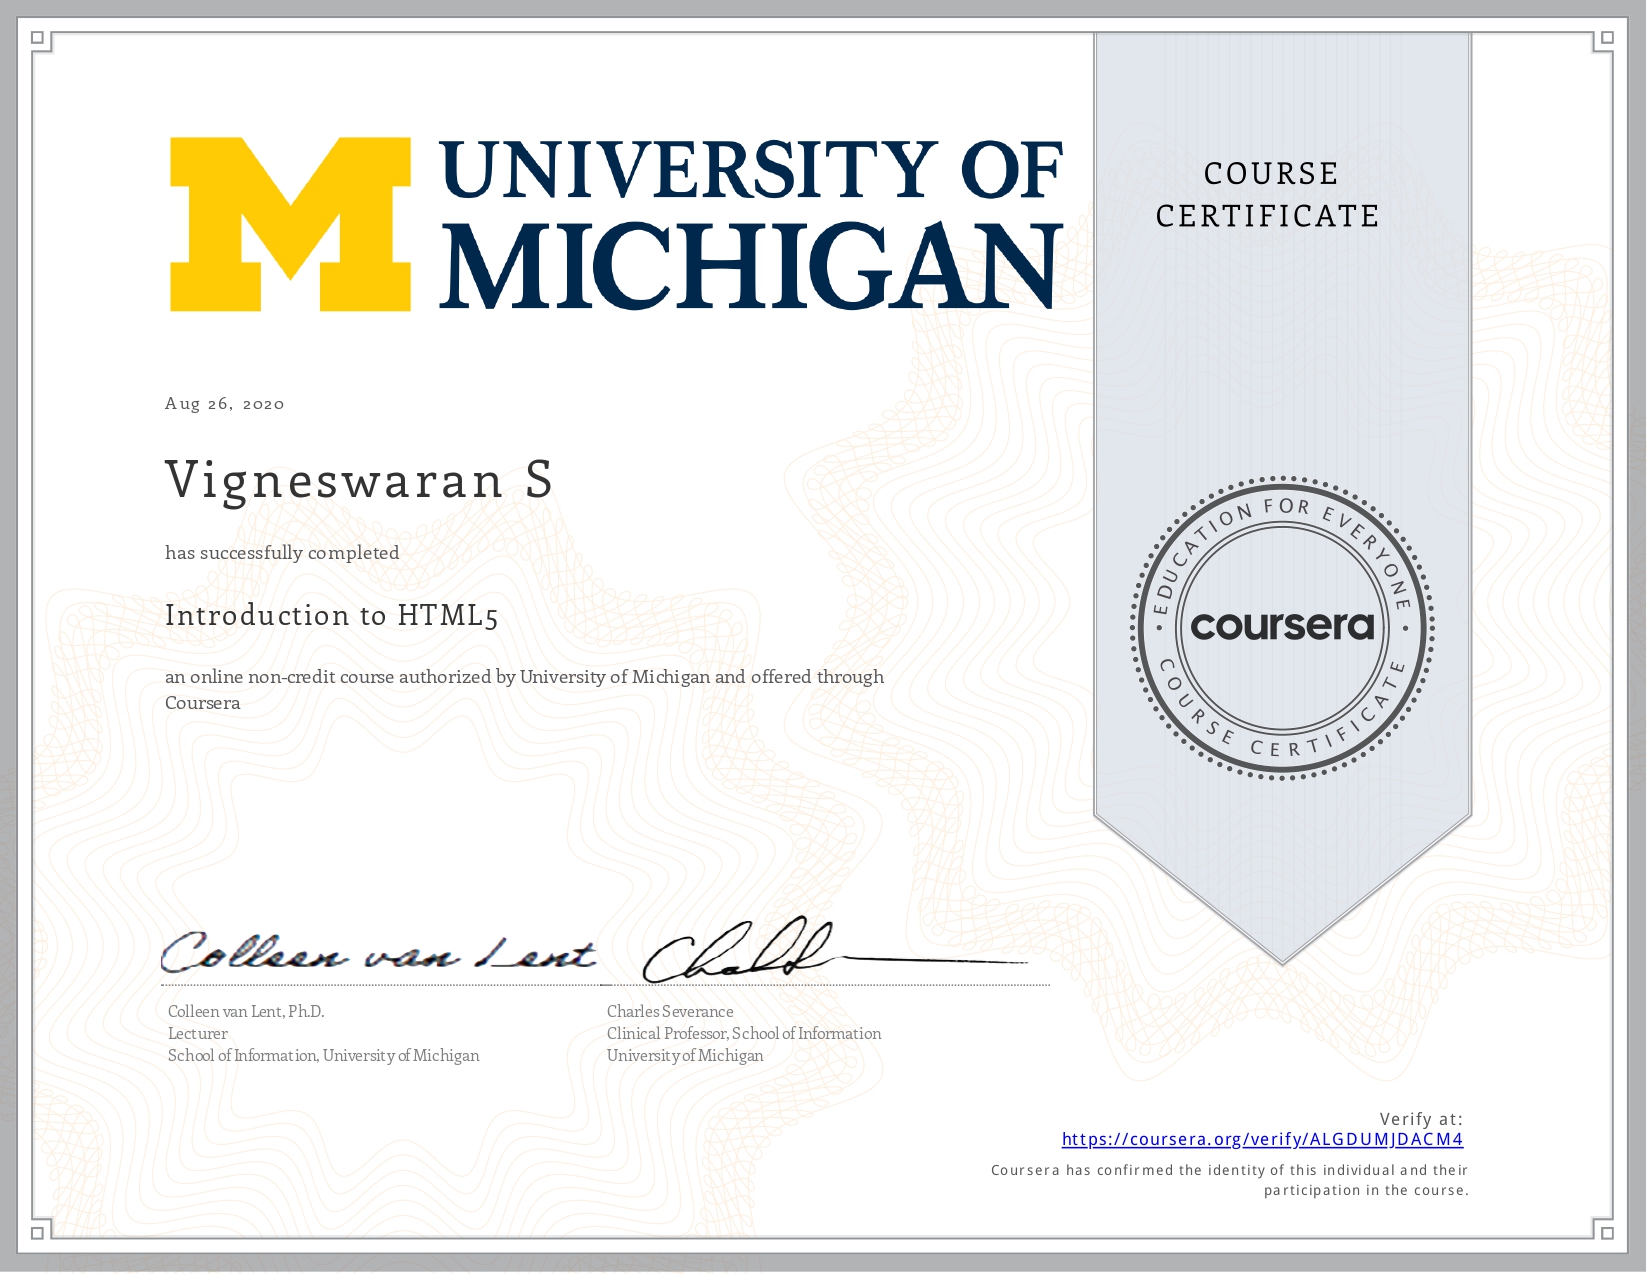 UNIVERSITY OF
MICHIGAN
COURSE
CERTIFICATE
Aug 26, 2020
Vigneswaran S
has successfully completed
Introduction to HTML5
an online non-credit course authorized by University of Michigan and offered through
Coursera
EDUCATION FOR EVERYONE
coursera
COURSE CERTIFICATE
Colleen van Lent
Colleen van Lent, Ph.D.
Lecturer
School of Information, University of Michigan
Charles Severance
Clinical Professor, School of Information
University of Michigan
Verify at:
https://coursera.org/verify/ALGDUMJDACM4
Coursera has confirmed the identity of this individual and their
participation in the course.